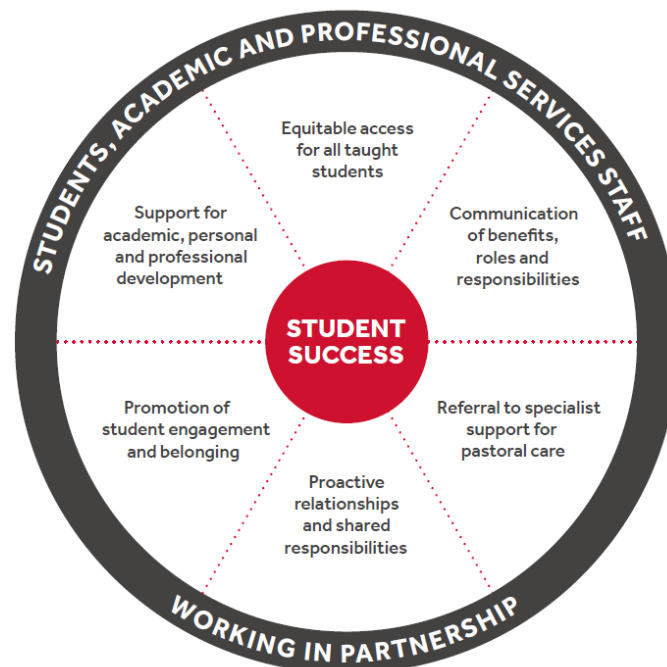 STUDENTS, ACADEMIC AND PROFESSIONAL SERVICES STAFF
Equitable access
for all taught
students
Communication
of benefits,
roles and
responsibilities
Referral to specialist
support for
pastoral care
Proactive
relationships
and shared
responsibilities
Promotion of
student engagement
and belonging
Support for
academic, personal
and professional
development
STUDENT
SUCCESS
WORKING IN PARTNERSHIP